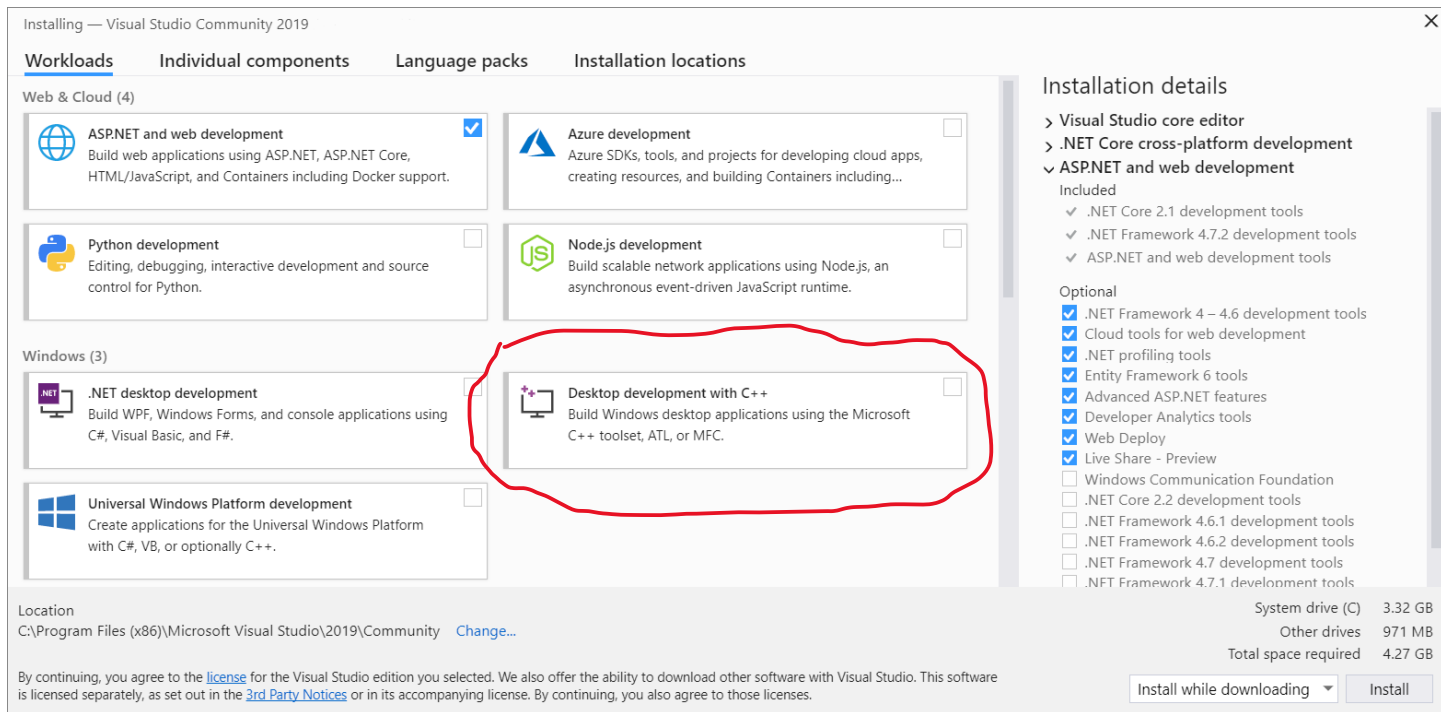 Installing — Visual Studio Community 2019
Workloads
Individual components
Language packs
Installation locations
Web & Cloud (4)
ASP.NET and web development
Build web applications using ASP.NET, ASP.NET Core,
HTML/JavaScript, and Containers including Docker support.
Azure development
Azure SDKs, tools, and projects for developing cloud apps,
creating resources, and building Containers including...
Python development
Editing, debugging, interactive development and source
control for Python.
JS
Node.js development
Build scalable network applications using Node.js, an
asynchronous event-driven JavaScript runtime.
Windows (3)
.NET
.NET desktop development
Build WPF, Windows Forms, and console applications using
C#, Visual Basic, and F#.
++
Desktop development with C++
Build Windows desktop applications using the Microsoft
C++ toolset, ATL, or MFC.
Universal Windows Platform development
Create applications for the Universal Windows Platform
with C#, VB, or optionally C++.
Installation details
Visual Studio core editor
.NET Core cross-platform development
ASP.NET and web development
Included
.NET Core 2.1 development tools
.NET Framework 4.7.2 development tools
ASP.NET and web development tools
Optional
.NET Framework 4 – 4.6 development tools
Cloud tools for web development
.NET profiling tools
Entity Framework 6 tools
Advanced ASP.NET features
Developer Analytics tools
Web Deploy
Live Share - Preview
Windows Communication Foundation
.NET Core 2.2 development tools
.NET Framework 4.6.1 development tools
.NET Framework 4.6.2 development tools
.NET Framework 4.7 development tools
.NET Framework 4.7.1 development tools
Location
C:\Program Files (x86)\Microsoft Visual Studio\2019\Community Change...
System drive (C) 3.32 GB
Other drives 971 MB
Total space required 4.27 GB
By continuing, you agree to the license for the Visual Studio edition you selected. We also offer the ability to download other software with Visual Studio. This software
is licensed separately, as set out in the 3rd Party Notices or in its accompanying license. By continuing, you also agree to those licenses.
Install while downloading
Install